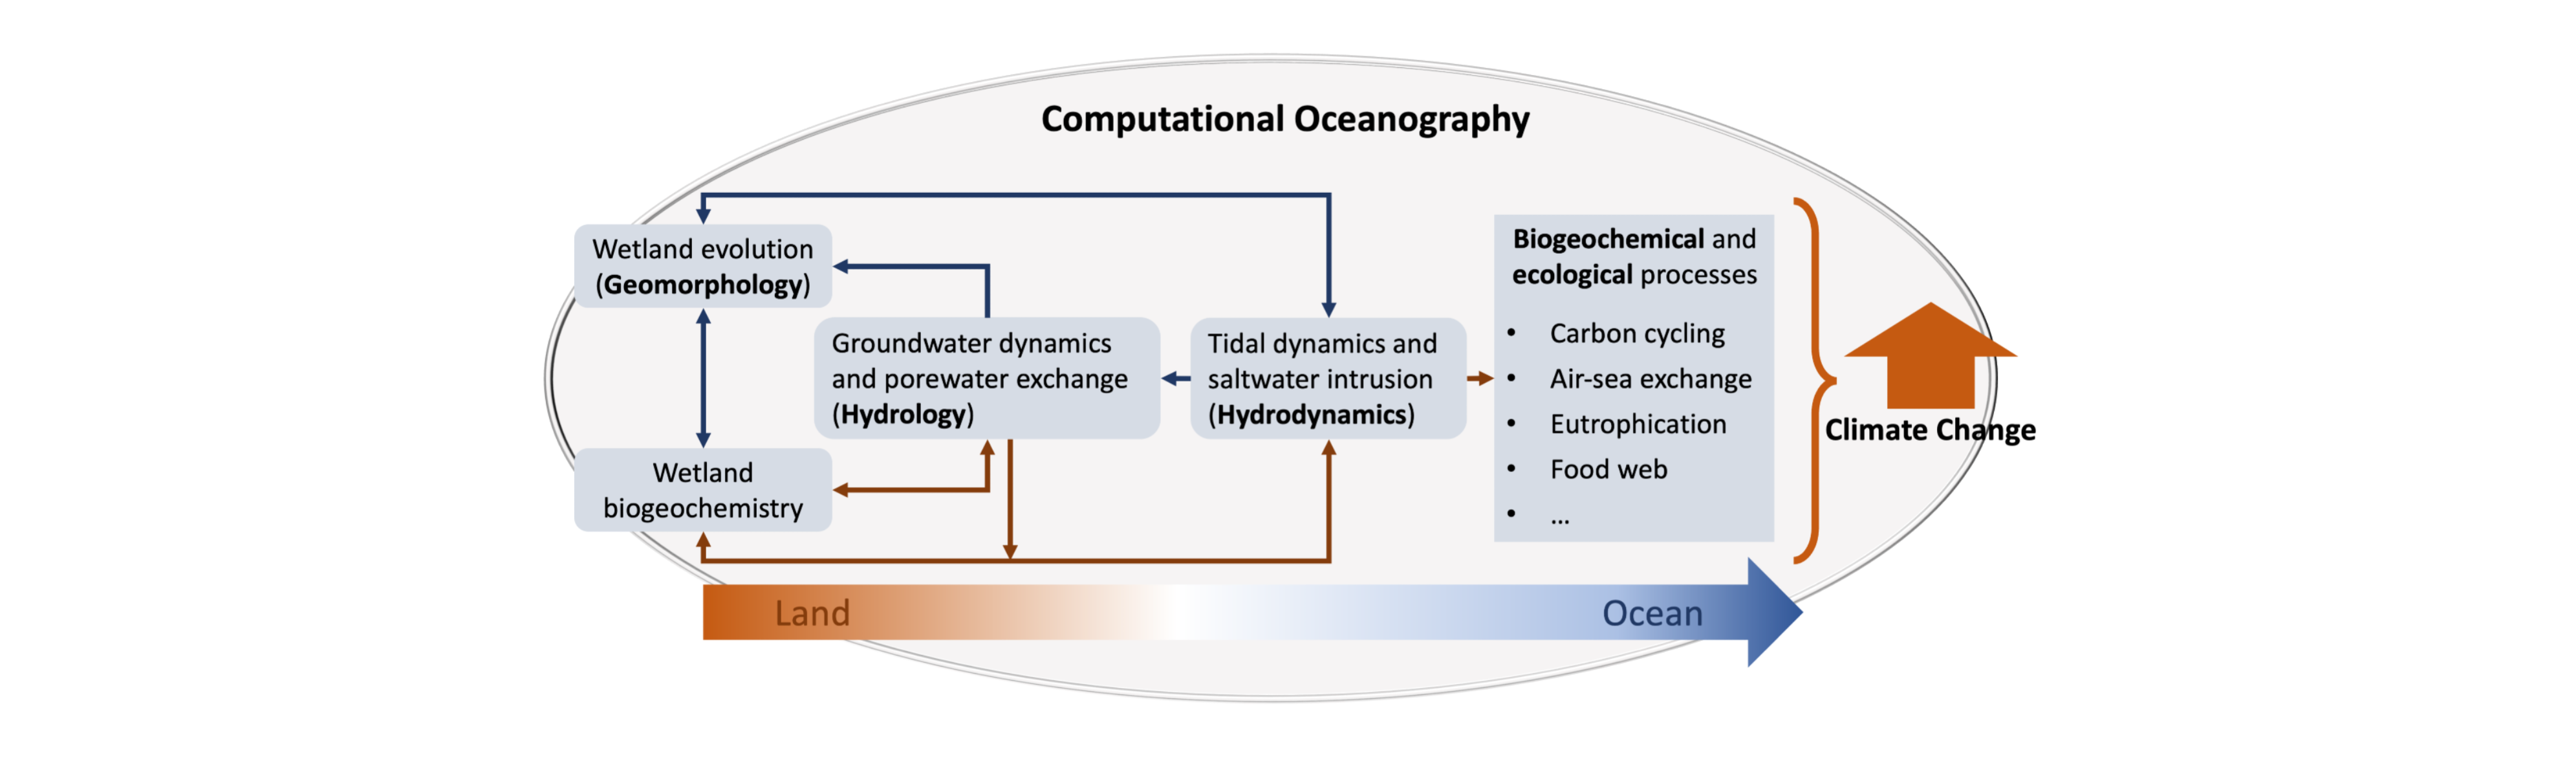 Computational Oceanography
Wetland evolution
(Geomorphology)
Groundwater dynamics
and porewater exchange
(Hydrology)
Tidal dynamics and
saltwater intrusion
(Hydrodynamics)
Wetland
biogeochemistry
Biogeochemical and
ecological processes
• Carbon cycling
• Air-sea exchange
• Eutrophication
• Food web
• ...
Climate Change
Land
Ocean